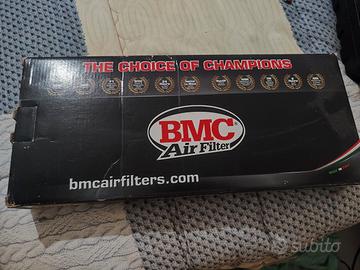 THE CHOICE OF CHAMPIONS
BMC
Air Filter
bmcairfilters.com
subito